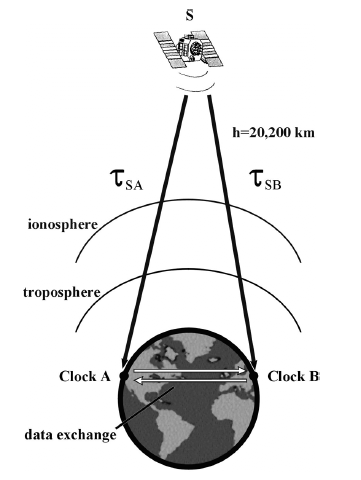 S
h=20,200 km
τSA
τSB
ionosphere
troposphere
Clock A
Clock B
data exchange